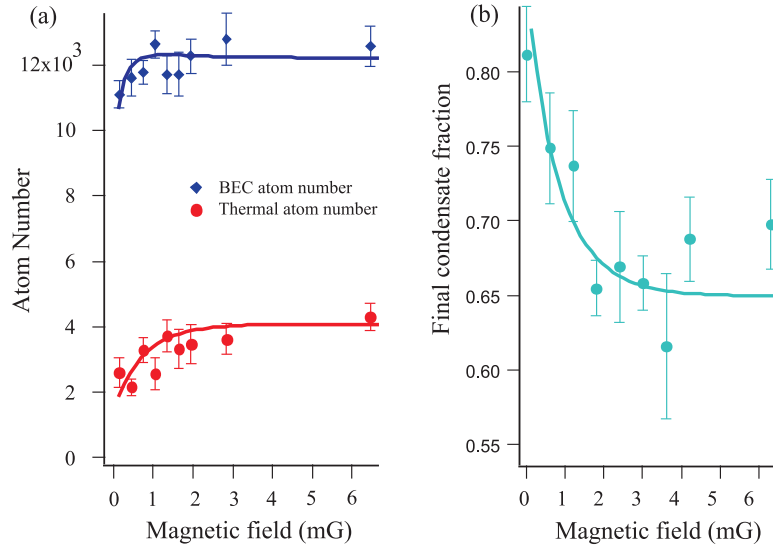 (a)
12x10³
10
8
6
4
2
0
Atom Number
BEC atom number
Thermal atom number
0 1 2 3 4 5 6
Magnetic field (mG)
(b)
0.80
0.75
0.70
0.65
0.60
0.55
Final condensate fraction
0 1 2 3 4 5 6
Magnetic field (mG)